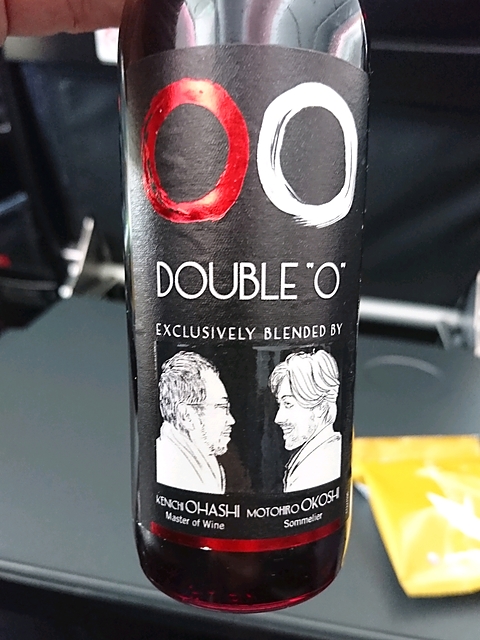 OO
DOUBLE "O"
EXCLUSIVELY BLENDED BY
KENICHI OHASHI MOTOHIRO OKOSHI
Master of Wine Sommelier